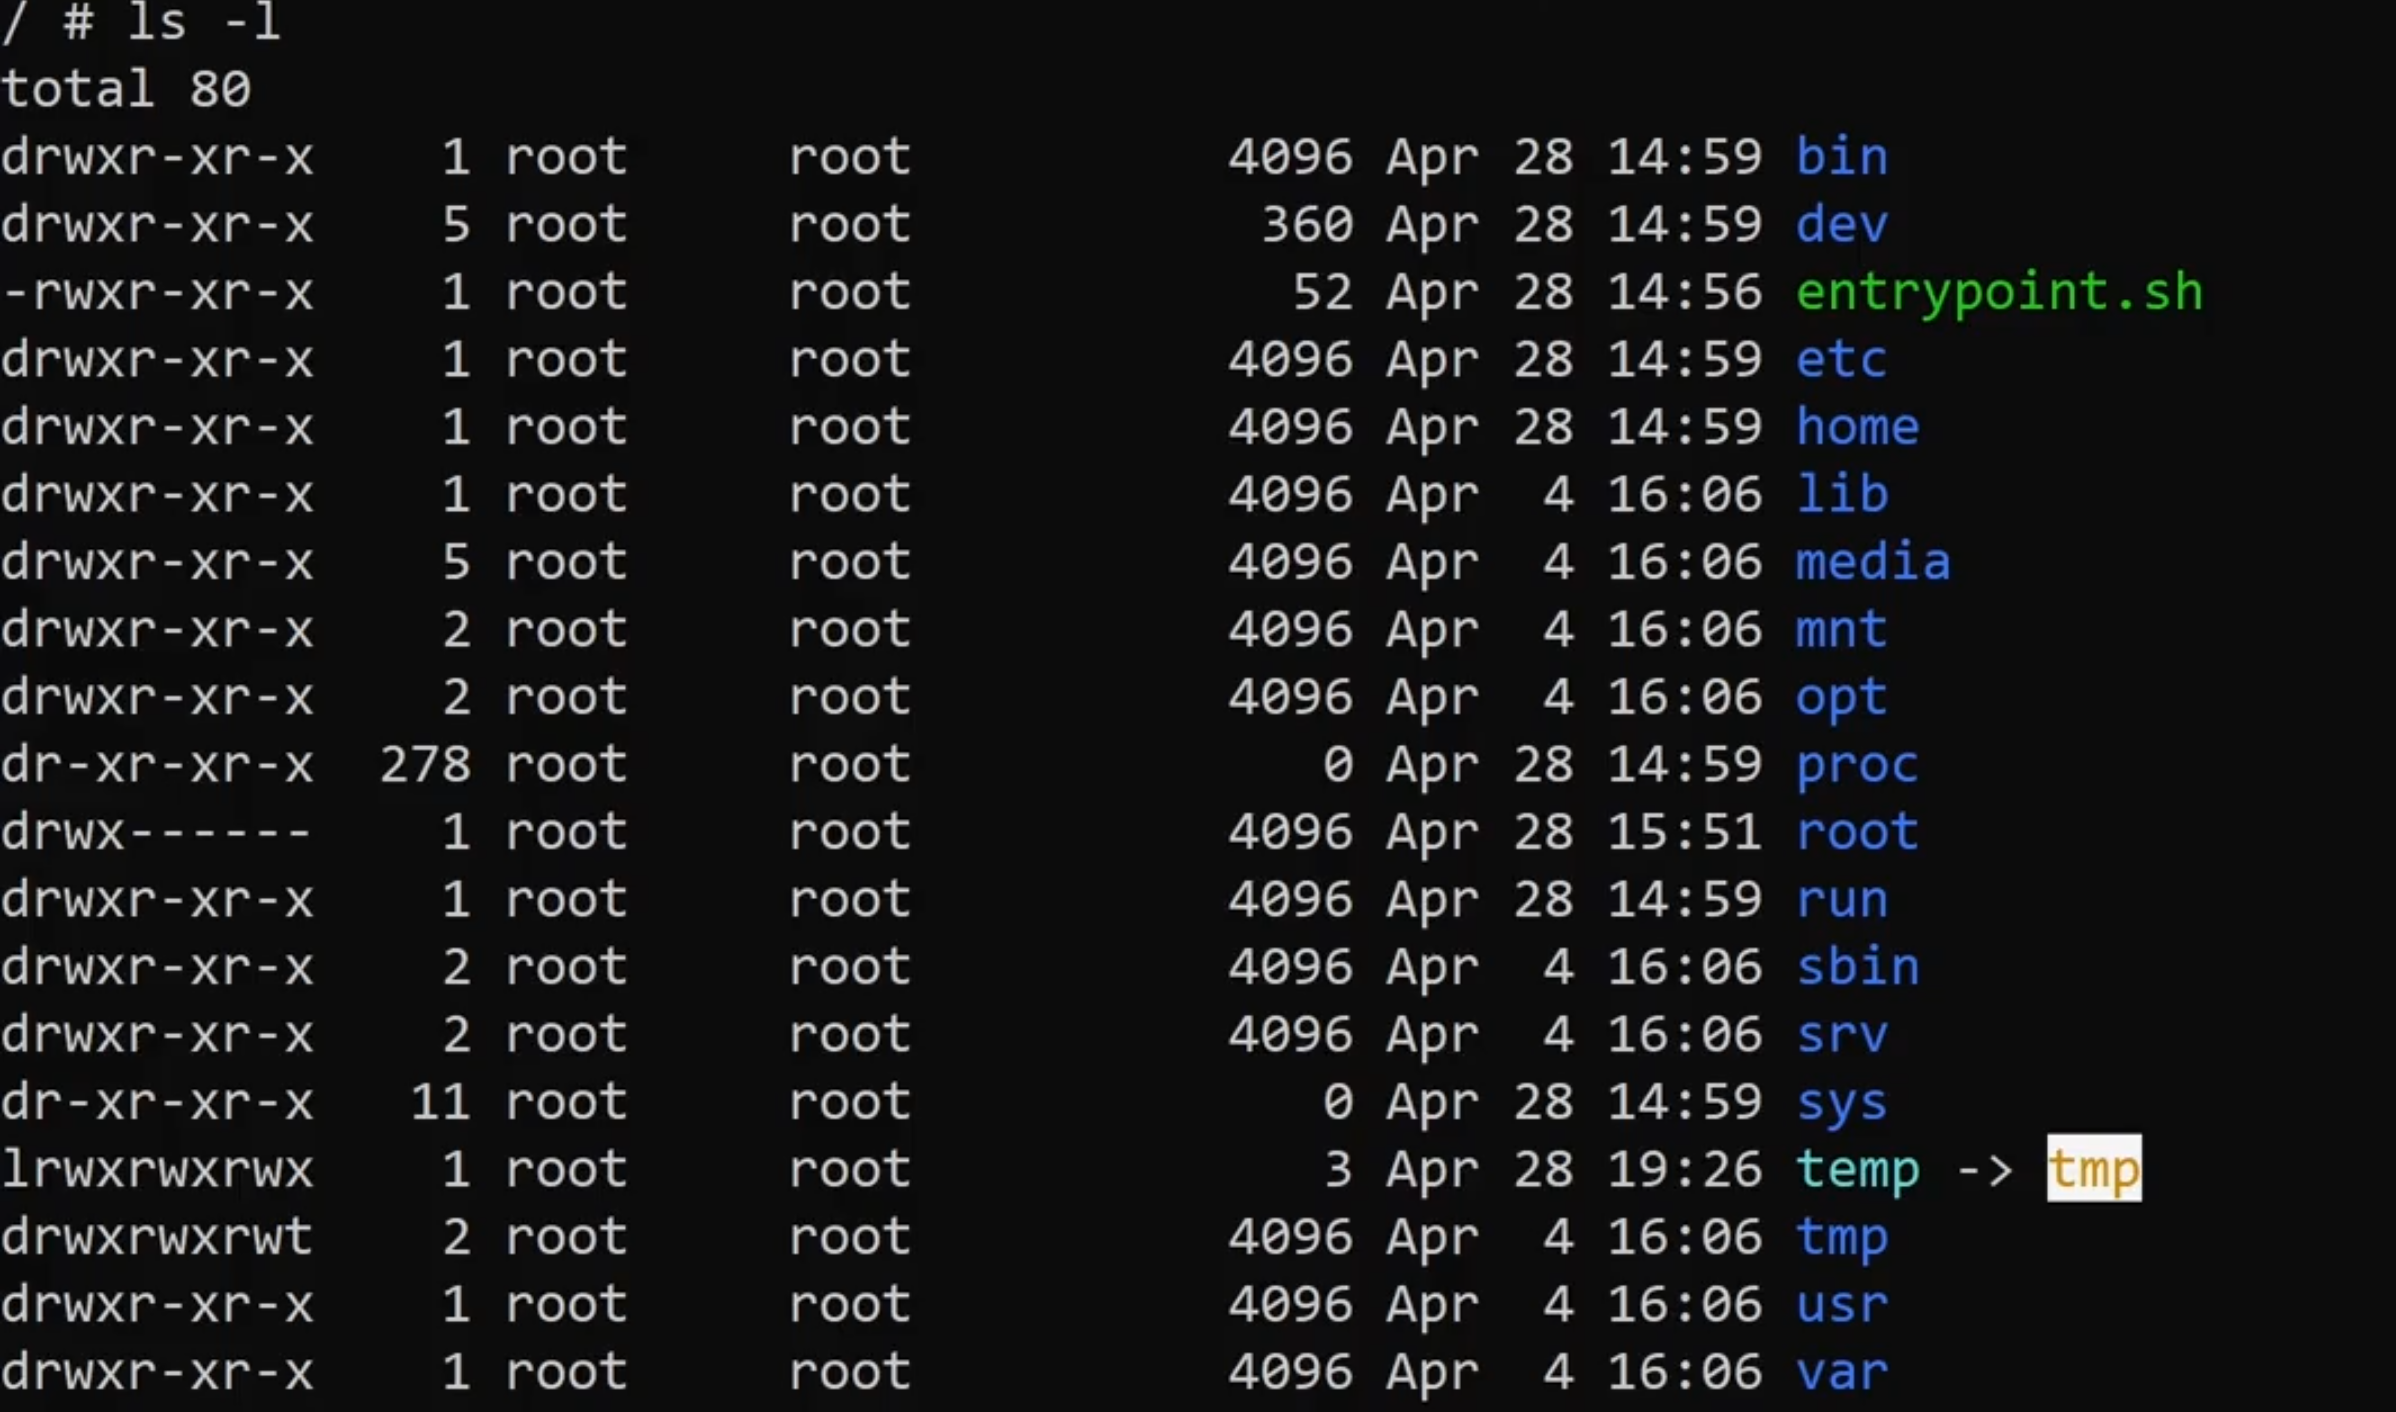 / # ls -l
total 80
drwxr-xr-x    1 root     root          4096 Apr 28 14:59 bin
drwxr-xr-x    5 root     root           360 Apr 28 14:59 dev
-rwxr-xr-x    1 root     root            52 Apr 28 14:56 entrypoint.sh
drwxr-xr-x    1 root     root          4096 Apr 28 14:59 etc
drwxr-xr-x    1 root     root          4096 Apr 28 14:59 home
drwxr-xr-x    1 root     root          4096 Apr  4 16:06 lib
drwxr-xr-x    5 root     root          4096 Apr  4 16:06 media
drwxr-xr-x    2 root     root          4096 Apr  4 16:06 mnt
drwxr-xr-x    2 root     root          4096 Apr  4 16:06 opt
dr-xr-xr-x  278 root     root             0 Apr 28 14:59 proc
drwx------    1 root     root          4096 Apr 28 15:51 root
drwxr-xr-x    1 root     root          4096 Apr 28 14:59 run
drwxr-xr-x    2 root     root          4096 Apr  4 16:06 sbin
drwxr-xr-x    2 root     root          4096 Apr  4 16:06 srv
dr-xr-xr-x   11 root     root             0 Apr 28 14:59 sys
lrwxrwxrwx    1 root     root             3 Apr 28 19:26 temp -> tmp
drwxrwxrwt    2 root     root          4096 Apr  4 16:06 tmp
drwxr-xr-x    1 root     root          4096 Apr  4 16:06 usr
drwxr-xr-x    1 root     root          4096 Apr  4 16:06 var